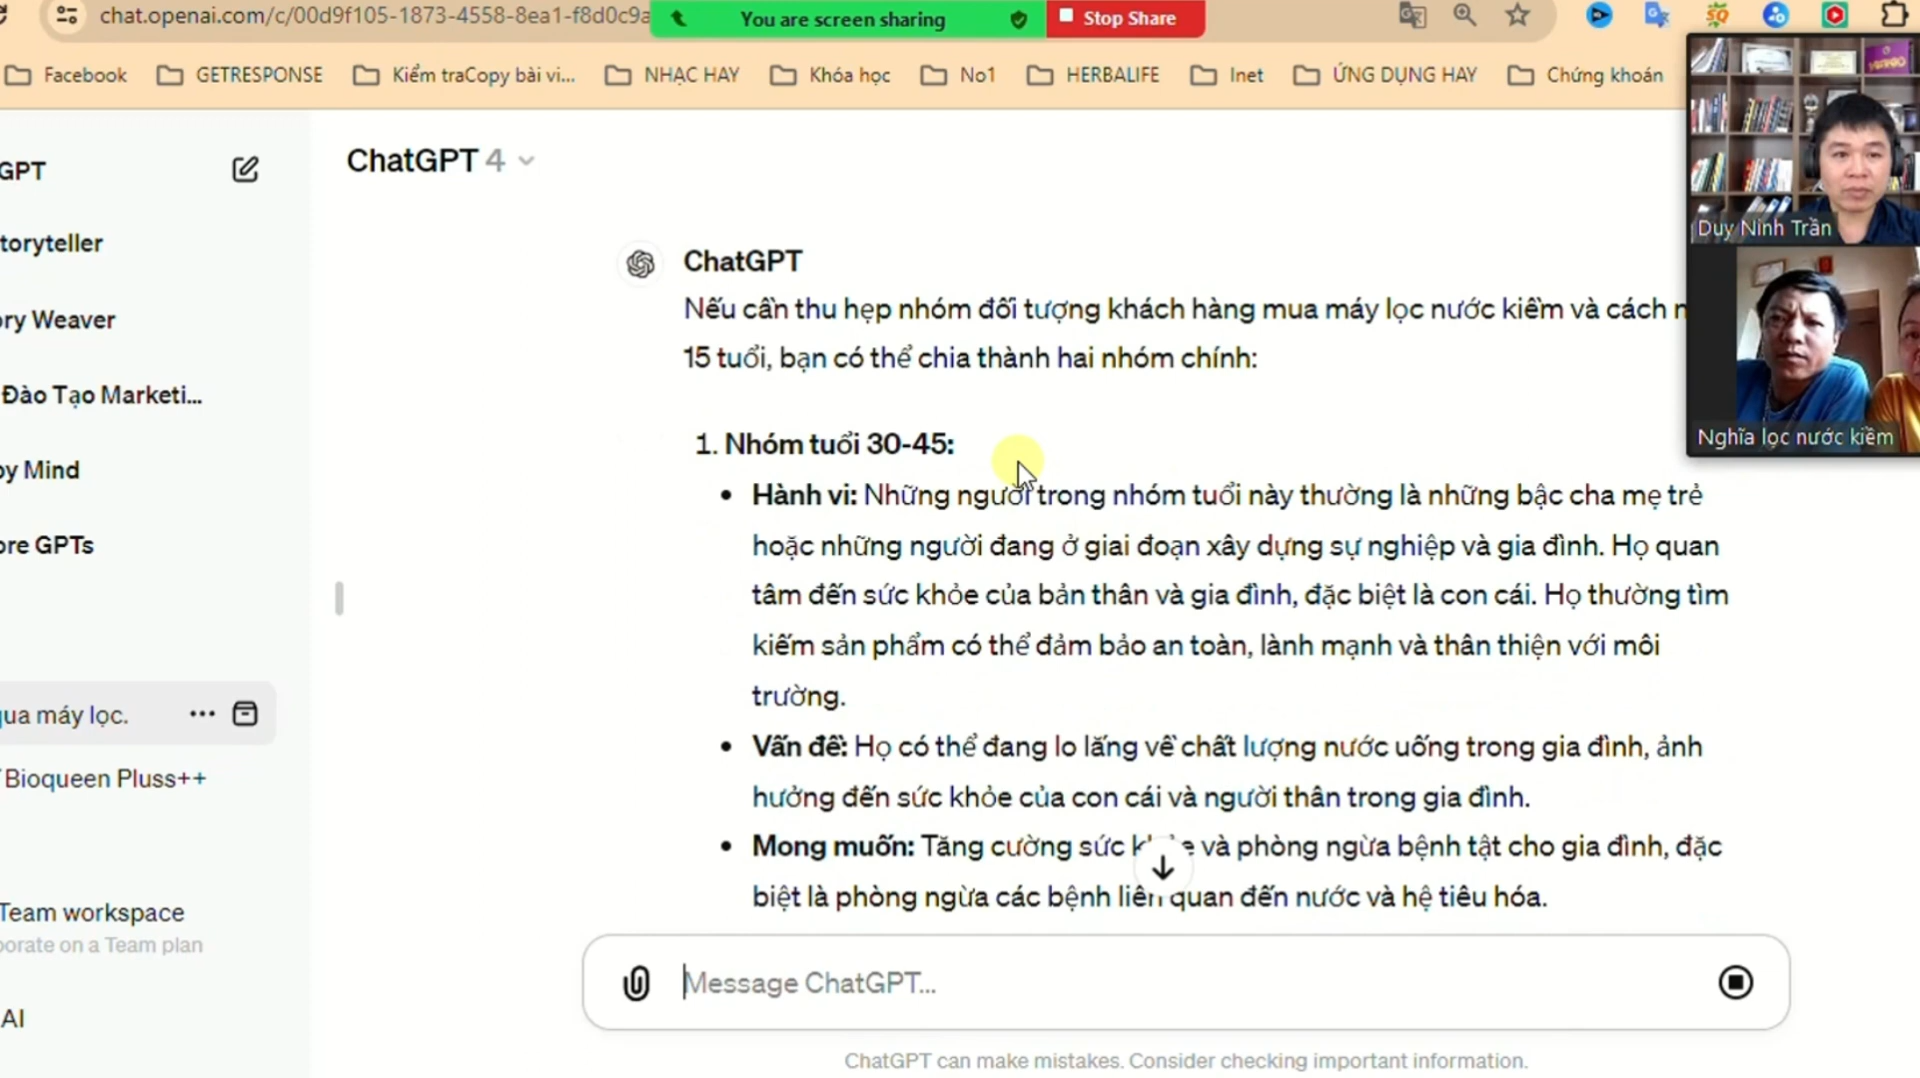 chat.openai.com/c/00d9f105-1873-4558-8ea1-f8d0c9a
You are screen sharing
Stop Share
Facebook
GETRESPONSE
Kiểm traCopy bài vi...
NHẠC HAY
Khóa học
No1
HERBALIFE
Inet
ỨNG DỤNG HAY
Chứng khoán
Duy Ninh Trần
Nghĩa lọc nước kiềm
GPT
toryteller
ory Weaver
Đào Tạo Marketi...
by Mind
ore GPTs
qua máy lọc.
Bioqueen Pluss++
Team workspace
borate on a Team plan
AI
ChatGPT 4
ChatGPT
Nếu cần thu hẹp nhóm đối tượng khách hàng mua máy lọc nước kiềm và cách
15 tuổi, bạn có thể chia thành hai nhóm chính:
1. Nhóm tuổi 30-45:
• Hành vi: Những người trong nhóm tuổi này thường là những bậc cha mẹ trẻ
hoặc những người đang ở giai đoạn xây dựng sự nghiệp và gia đình. Họ quan
tâm đến sức khỏe của bản thân và gia đình, đặc biệt là con cái. Họ thường tìm
kiếm sản phẩm có thể đảm bảo an toàn, lành mạnh và thân thiện với môi
trường.
• Vấn đề: Họ có thể đang lo lắng về chất lượng nước uống trong gia đình, ảnh
hưởng đến sức khỏe của con cái và người thân trong gia đình.
• Mong muốn: Tăng cường sức khỏe và phòng ngừa bệnh tật cho gia đình, đặc
biệt là phòng ngừa các bệnh liên quan đến nước và hệ tiêu hóa.
Message ChatGPT...
ChatGPT can make mistakes. Consider checking important information.